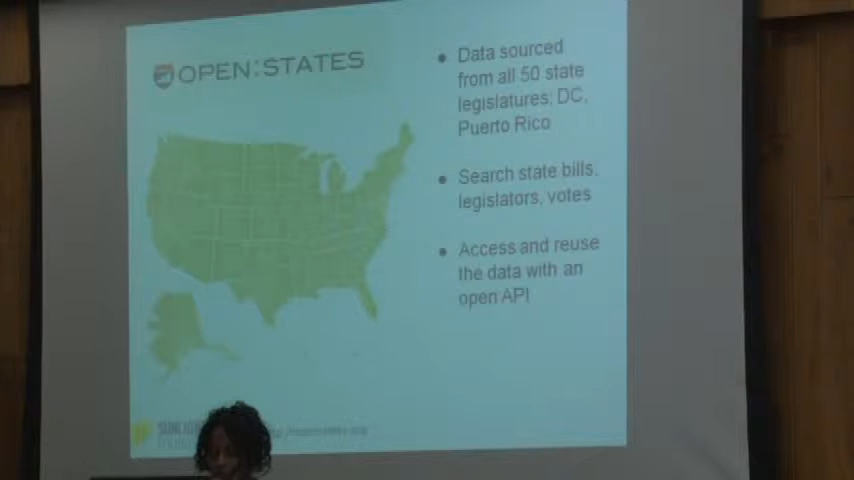 OPEN:STATES
• Data sourced
from all 50 state
legislatures; DC,
Puerto Rico
• Search state bills,
legislators, votes
• Access and reuse
the data with an
open API